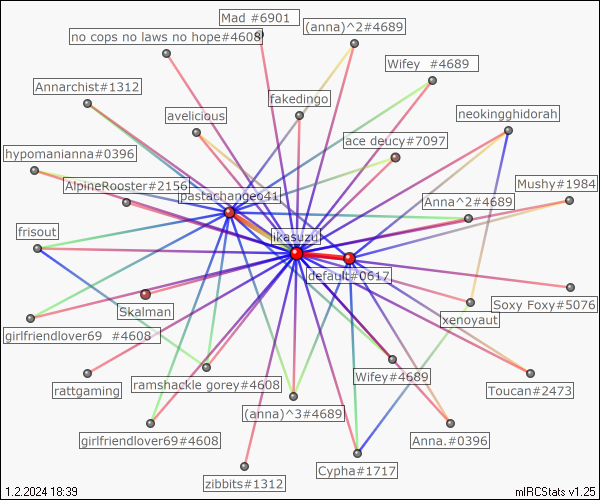 Mad #6901
(anna)^2#4689
no cops no laws no hope#4608
Wifey  #4689
Annarchist#1312
fakedingo
avelicious
neokingghidorah
ace deucy#7097
hypomanianna#0396
AlpineRooster#2156
Mushy#1984
pastachangeo41
Anna^2#4689
frisout
ikasuzu
default#0617
Soxy Foxy#5076
Skalman
xenoyaut
girlfriendlover69  #4608
Wifey#4689
rattgaming
ramshackle gorey#4608
Toucan#2473
(anna)^3#4689
girlfriendlover69#4608
Anna.#0396
Cypha#1717
zibbits#1312
1.2.2024 18:39
mIRCStats v1.25